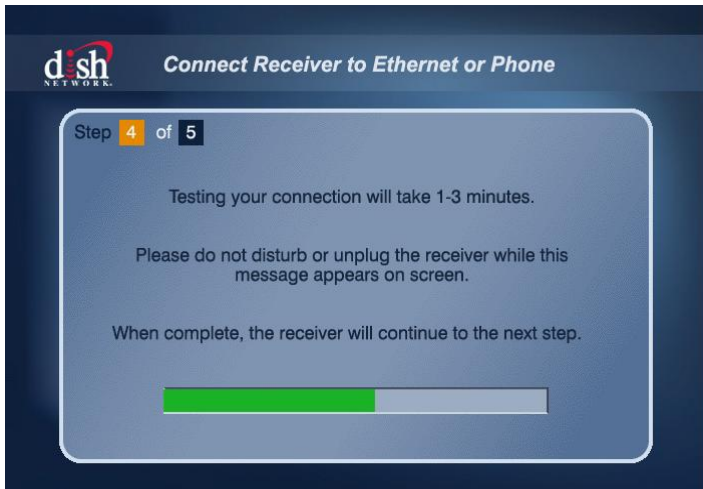 dish
NETWORK.
Connect Receiver to Ethernet or Phone
Step 4 of 5
Testing your connection will take 1-3 minutes.
Please do not disturb or unplug the receiver while this
message appears on screen.
When complete, the receiver will continue to the next step.